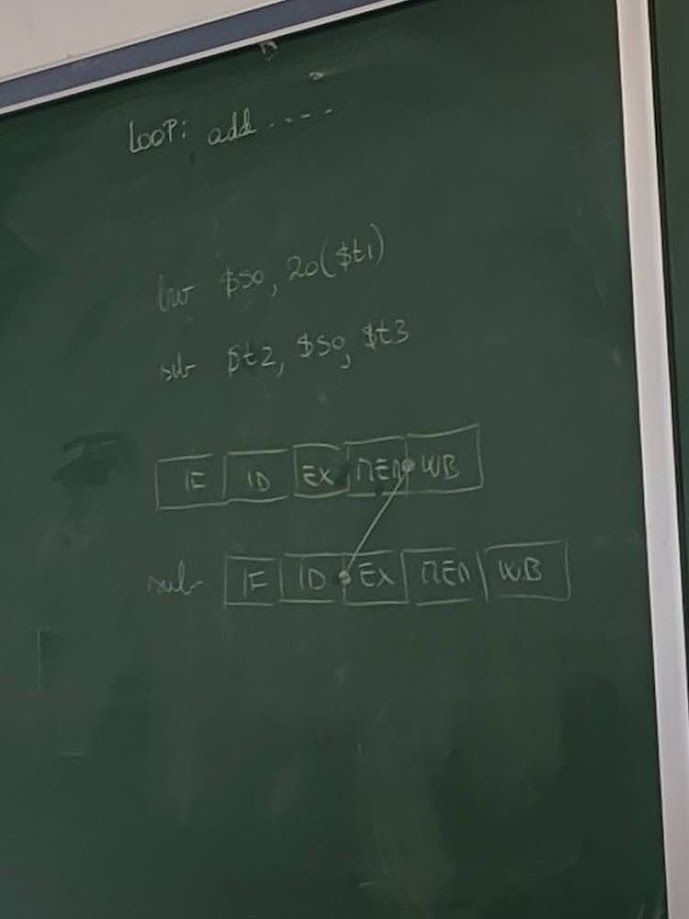 LOOP: add ....
lw $s0, 20($t1)
sub $t2, $s0, $t3
IF ID EX MEM WB
sub IF ID EX MEM WB